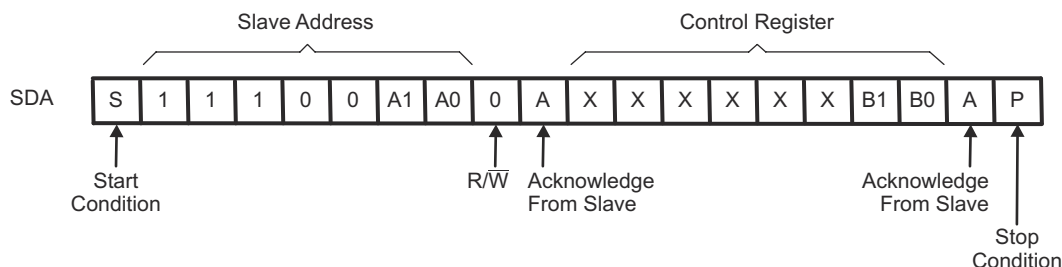 Slave Address Control Register
SDA S 1 1 1 0 0 A1 A0 0 A X X X X X X B1 B0 A P
Start Condition
R/W̅
Acknowledge From Slave
Acknowledge From Slave
Stop Condition